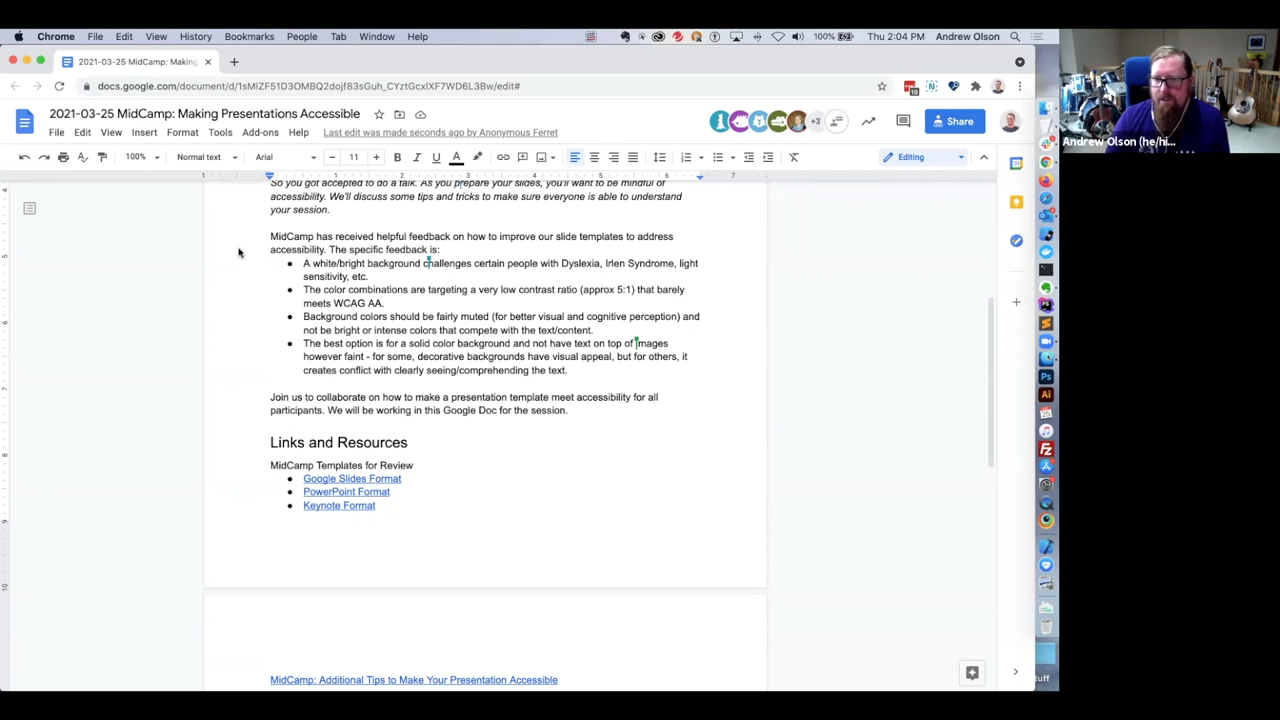 Chrome File Edit View History Bookmarks People Tab Window Help 100% Thu 2:04 PM Andrew Olson
2021-03-25 MidCamp: Making
docs.google.com/document/d/1sMlZF51D3OMBQ2dojf83sGuh_CYztGcxIXF7WD6L3Bw/edit#
2021-03-25 MidCamp: Making Presentations Accessible
+3
Share
File Edit View Insert Format Tools Add-ons Help Last edit was made seconds ago by Anonymous Ferret
100% Normal text Arial 11 Editing
So you got accepted to do a talk. As you prepare your slides, you'll want to be mindful of
accessibility. We'll discuss some tips and tricks to make sure everyone is able to understand
your session.
MidCamp has received helpful feedback on how to improve our slide templates to address
accessibility. The specific feedback is:
● A white/bright background challenges certain people with Dyslexia, Irlen Syndrome, light
sensitivity, etc.
● The color combinations are targeting a very low contrast ratio (approx 5:1) that barely
meets WCAG AA.
● Background colors should be fairly muted (for better visual and cognitive perception) and
not be bright or intense colors that compete with the text/content.
● The best option is for a solid color background and not have text on top of images
however faint - for some, decorative backgrounds have visual appeal, but for others, it
creates conflict with clearly seeing/comprehending the text.
Join us to collaborate on how to make a presentation template meet accessibility for all
participants. We will be working in this Google Doc for the session.
Links and Resources
MidCamp Templates for Review
● Google Slides Format
● PowerPoint Format
● Keynote Format
MidCamp: Additional Tips to Make Your Presentation Accessible
Andrew Olson (he/hi...